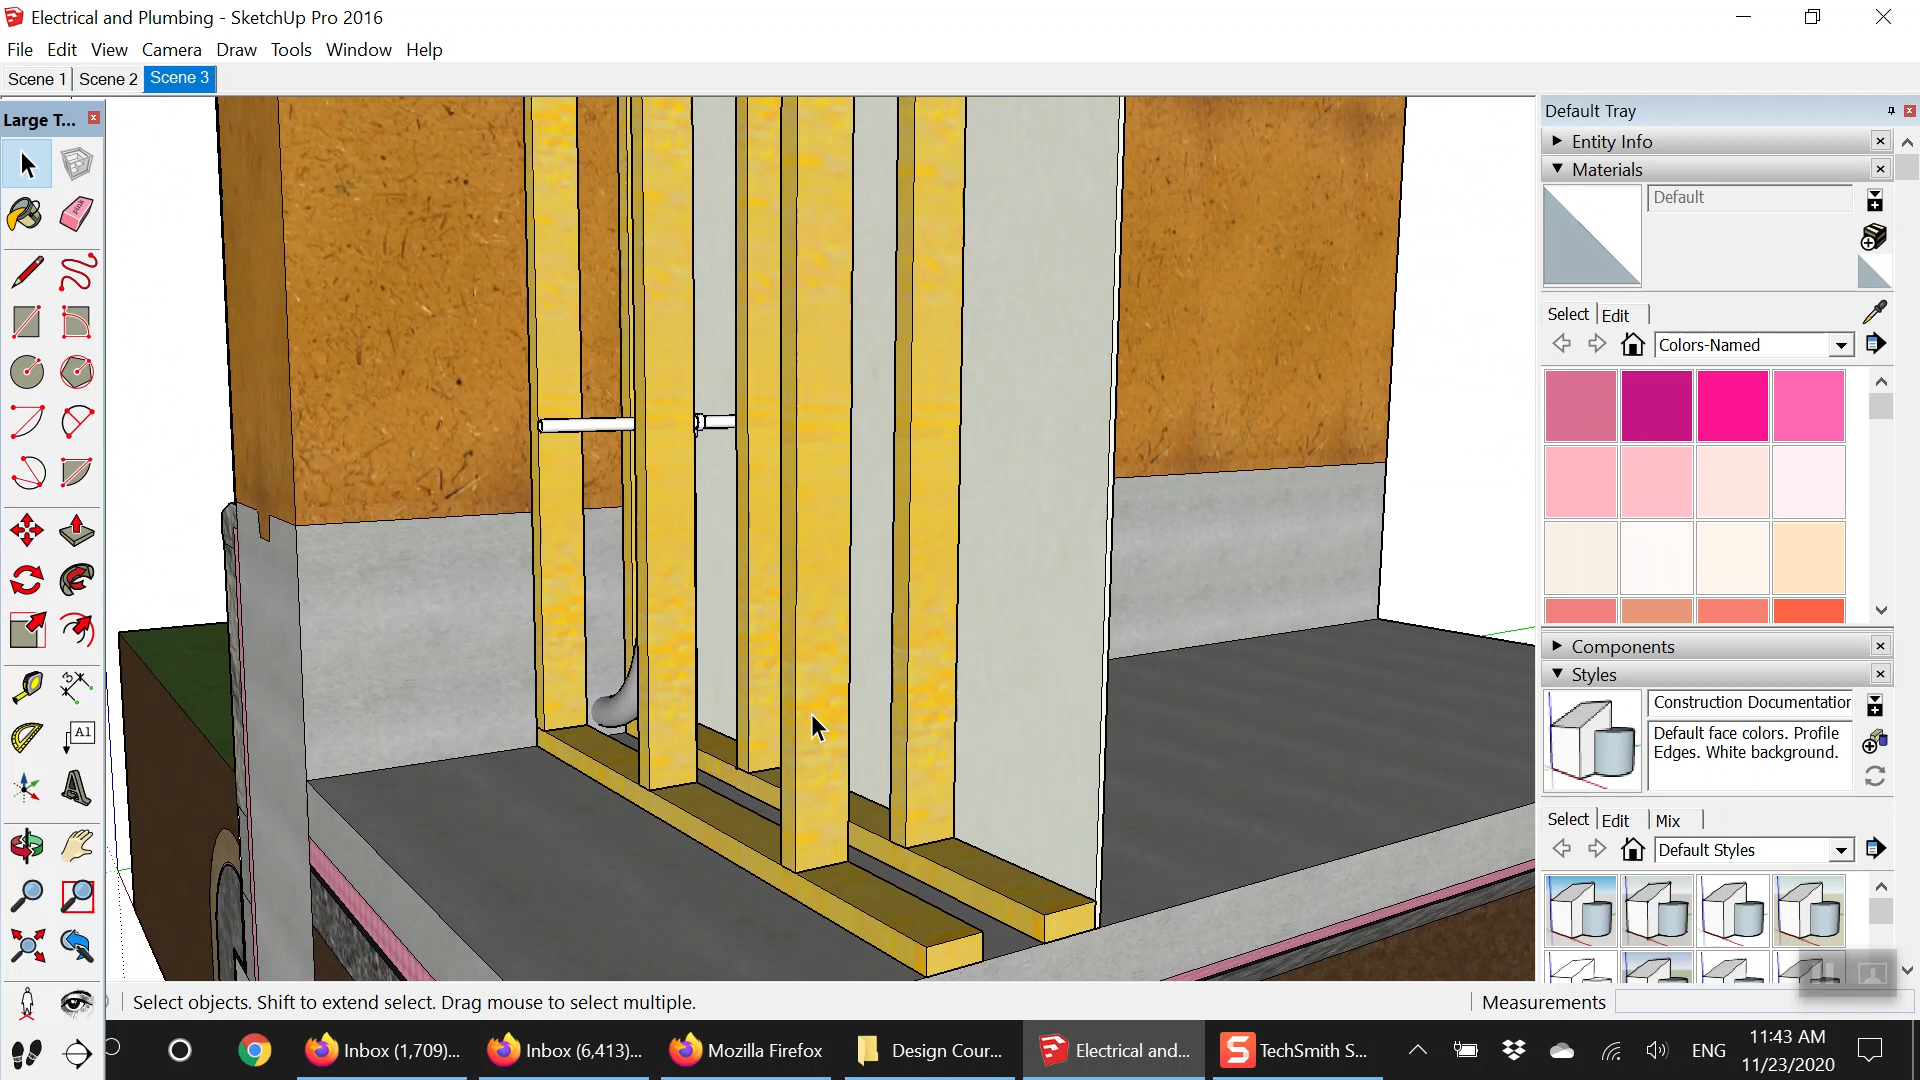 Electrical and Plumbing - SketchUp Pro 2016
File Edit View Camera Draw Tools Window Help
Scene 1 Scene 2 Scene 3
Large T...
Default Tray
Entity Info
Materials
Default
Select Edit
Colors-Named
Components
Styles
Construction Documentation
Default face colors. Profile
Edges. White background.
Select Edit Mix
Default Styles
A1
Select objects. Shift to extend select. Drag mouse to select multiple.
Measurements
Inbox (1,709)...
Inbox (6,413)...
Mozilla Firefox
Design Cour...
Electrical and...
TechSmith S...
ENG
11:43 AM
11/23/2020